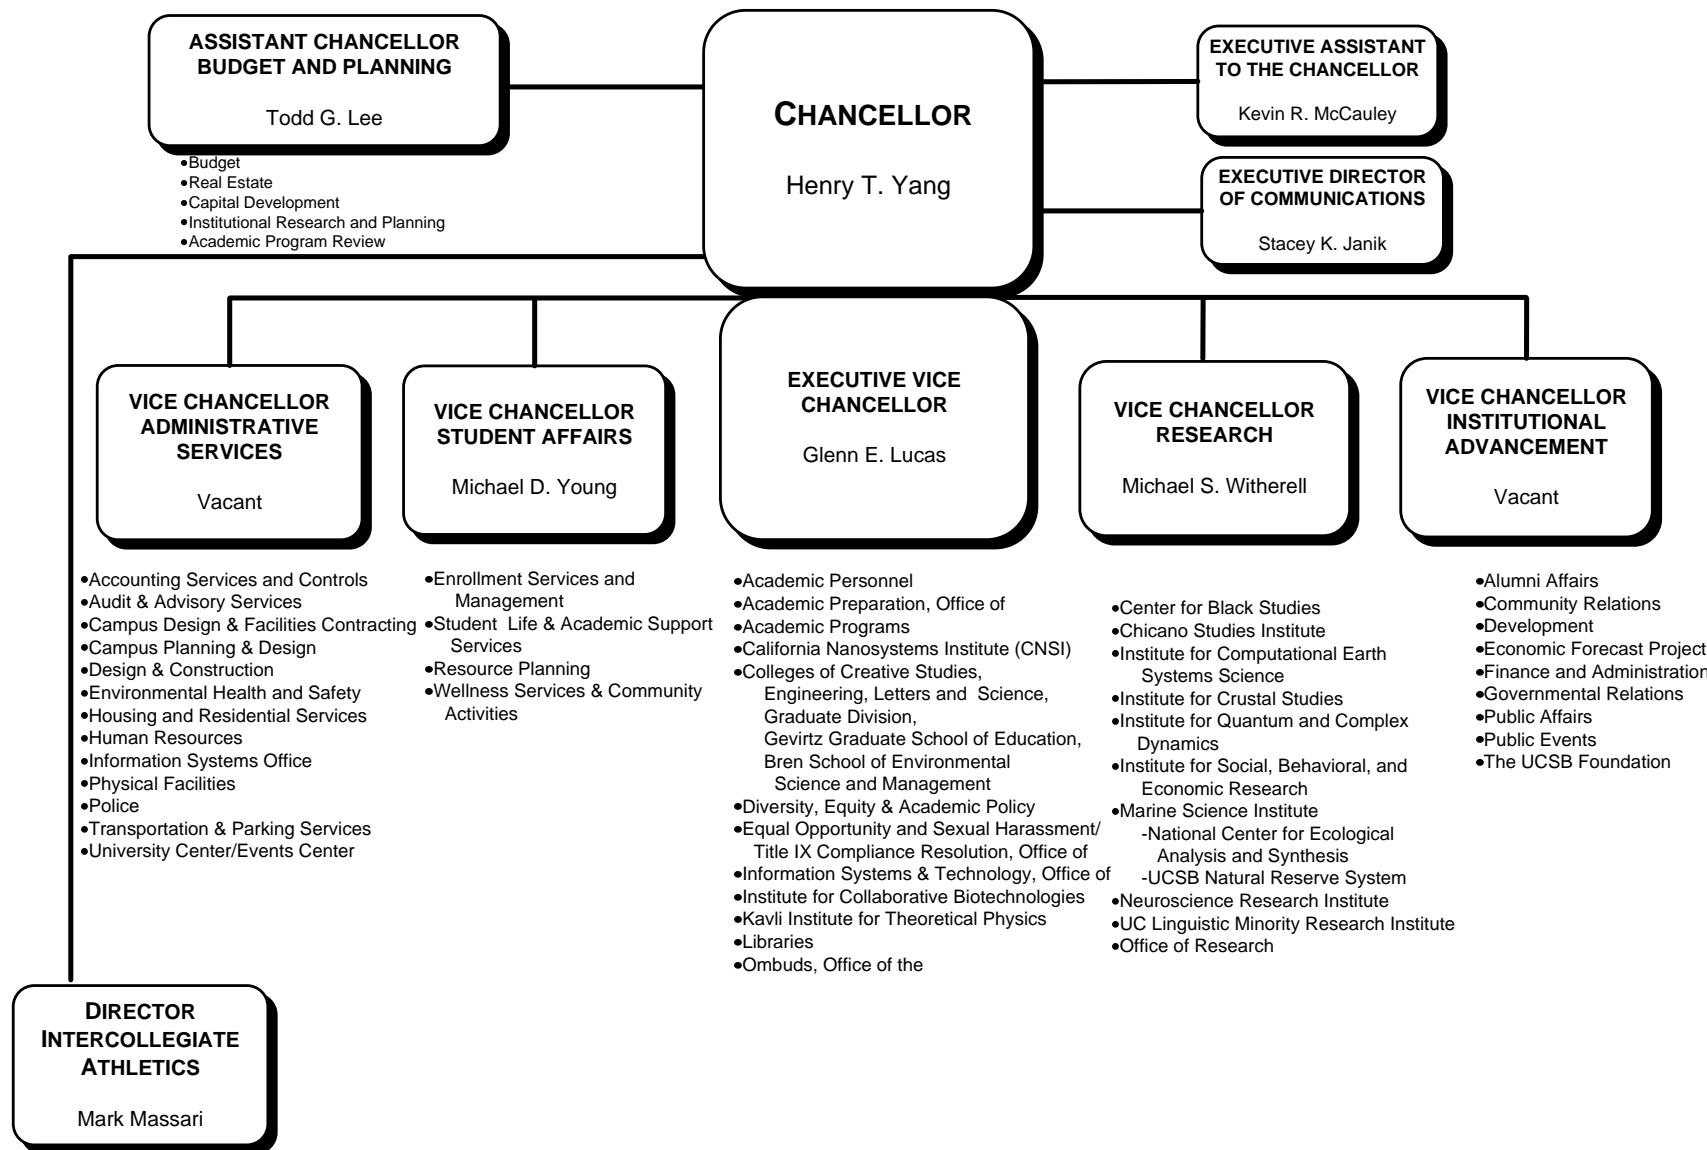 ASSISTANT CHANCELLOR
BUDGET AND PLANNING
Todd G. Lee
•Budget
•Real Estate
•Capital Development
•Institutional Research and Planning
•Academic Program Review
CHANCELLOR
Henry T. Yang
EXECUTIVE ASSISTANT
TO THE CHANCELLOR
Kevin R. McCauley
EXECUTIVE DIRECTOR
OF COMMUNICATIONS
Stacey K. Janik
VICE CHANCELLOR
ADMINISTRATIVE
SERVICES
Vacant
•Accounting Services and Controls
•Audit & Advisory Services
•Campus Design & Facilities Contracting
•Campus Planning & Design
•Design & Construction
•Environmental Health and Safety
•Housing and Residential Services
•Human Resources
•Information Systems Office
•Physical Facilities
•Police
•Transportation & Parking Services
•University Center/Events Center
VICE CHANCELLOR
STUDENT AFFAIRS
Michael D. Young
•Enrollment Services and
Management
•Student Life & Academic Support
Services
•Resource Planning
•Wellness Services & Community
Activities
EXECUTIVE VICE
CHANCELLOR
Glenn E. Lucas
•Academic Personnel
•Academic Preparation, Office of
•Academic Programs
•California Nanosystems Institute (CNSI)
•Colleges of Creative Studies,
Engineering, Letters and Science,
Graduate Division,
Gevirtz Graduate School of Education,
Bren School of Environmental
Science and Management
•Diversity, Equity & Academic Policy
•Equal Opportunity and Sexual Harassment/
Title IX Compliance Resolution, Office of
•Information Systems & Technology, Office of
•Institute for Collaborative Biotechnologies
•Kavli Institute for Theoretical Physics
•Libraries
•Ombuds, Office of the
VICE CHANCELLOR
RESEARCH
Michael S. Witherell
•Center for Black Studies
•Chicano Studies Institute
•Institute for Computational Earth
Systems Science
•Institute for Crustal Studies
•Institute for Quantum and Complex
Dynamics
•Institute for Social, Behavioral, and
Economic Research
•Marine Science Institute
-National Center for Ecological
Analysis and Synthesis
-UCSB Natural Reserve System
•Neuroscience Research Institute
•UC Linguistic Minority Research Institute
•Office of Research
VICE CHANCELLOR
INSTITUTIONAL
ADVANCEMENT
Vacant
•Alumni Affairs
•Community Relations
•Development
•Economic Forecast Project
•Finance and Administration
•Governmental Relations
•Public Affairs
•Public Events
•The UCSB Foundation
DIRECTOR
INTERCOLLEGIATE
ATHLETICS
Mark Massari